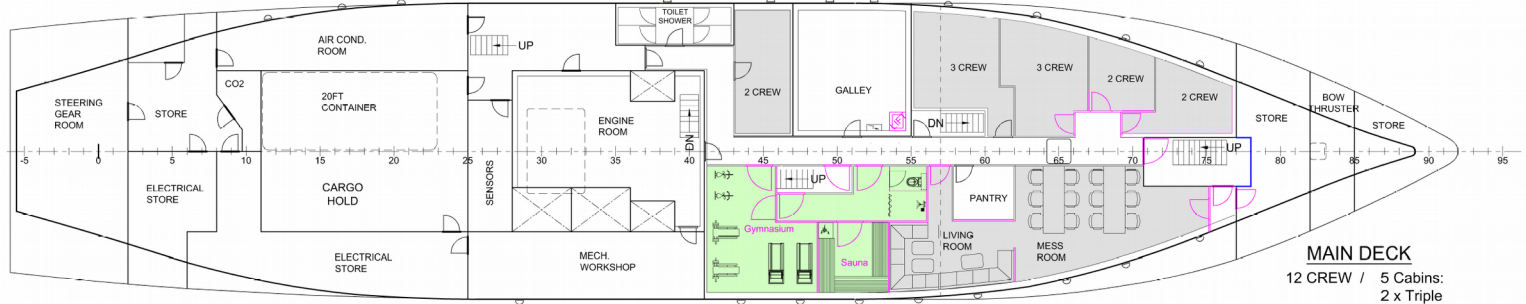 TOILET
SHOWER
AIR COND.
ROOM
UP
3 CREW
3 CREW
2 CREW
2 CREW
2 CREW
CO2
STEERING
GEAR
ROOM
STORE
20FT
CONTAINER
ENGINE
ROOM
GALLEY
DN
DN
STORE
BOW
THRUSTER
STORE
UP
-5 0 5 10 15 20 25 30 35 40 45 50 55 60 65 70 75 80 85 90 95
SENSORS
UP
ELECTRICAL
STORE
CARGO
HOLD
PANTRY
Gymnasium
LIVING
ROOM
MESS
ROOM
Sauna
ELECTRICAL
STORE
MECH.
WORKSHOP
MAIN DECK
12 CREW / 5 Cabins:
2 x Triple